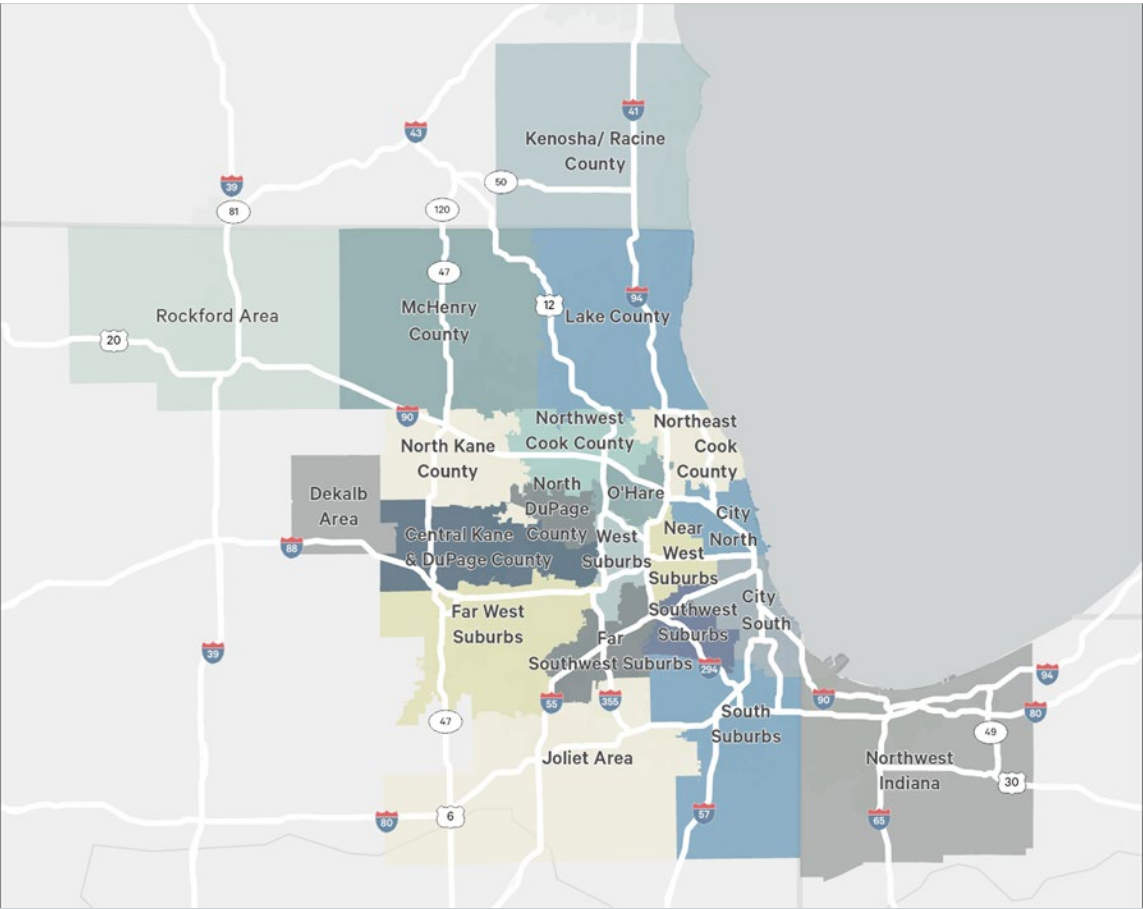 41
43
Kenosha/ Racine
County
39
50
81
120
47
12
94
McHenry
County
Lake County
Rockford Area
20
90
Northwest
Cook County
Northeast
Cook
County
North Kane
County
North
DuPage
County
O'Hare
Dekalb
Area
City
North
Near
West
Suburbs
West
Suburbs
Central Kane
& DuPage County
88
City
South
Far West
Suburbs
Southwest
Suburbs
Far
Southwest Suburbs
39
294
94
55
355
90
80
47
South
Suburbs
49
Joliet Area
Northwest
Indiana
30
80
6
57
65